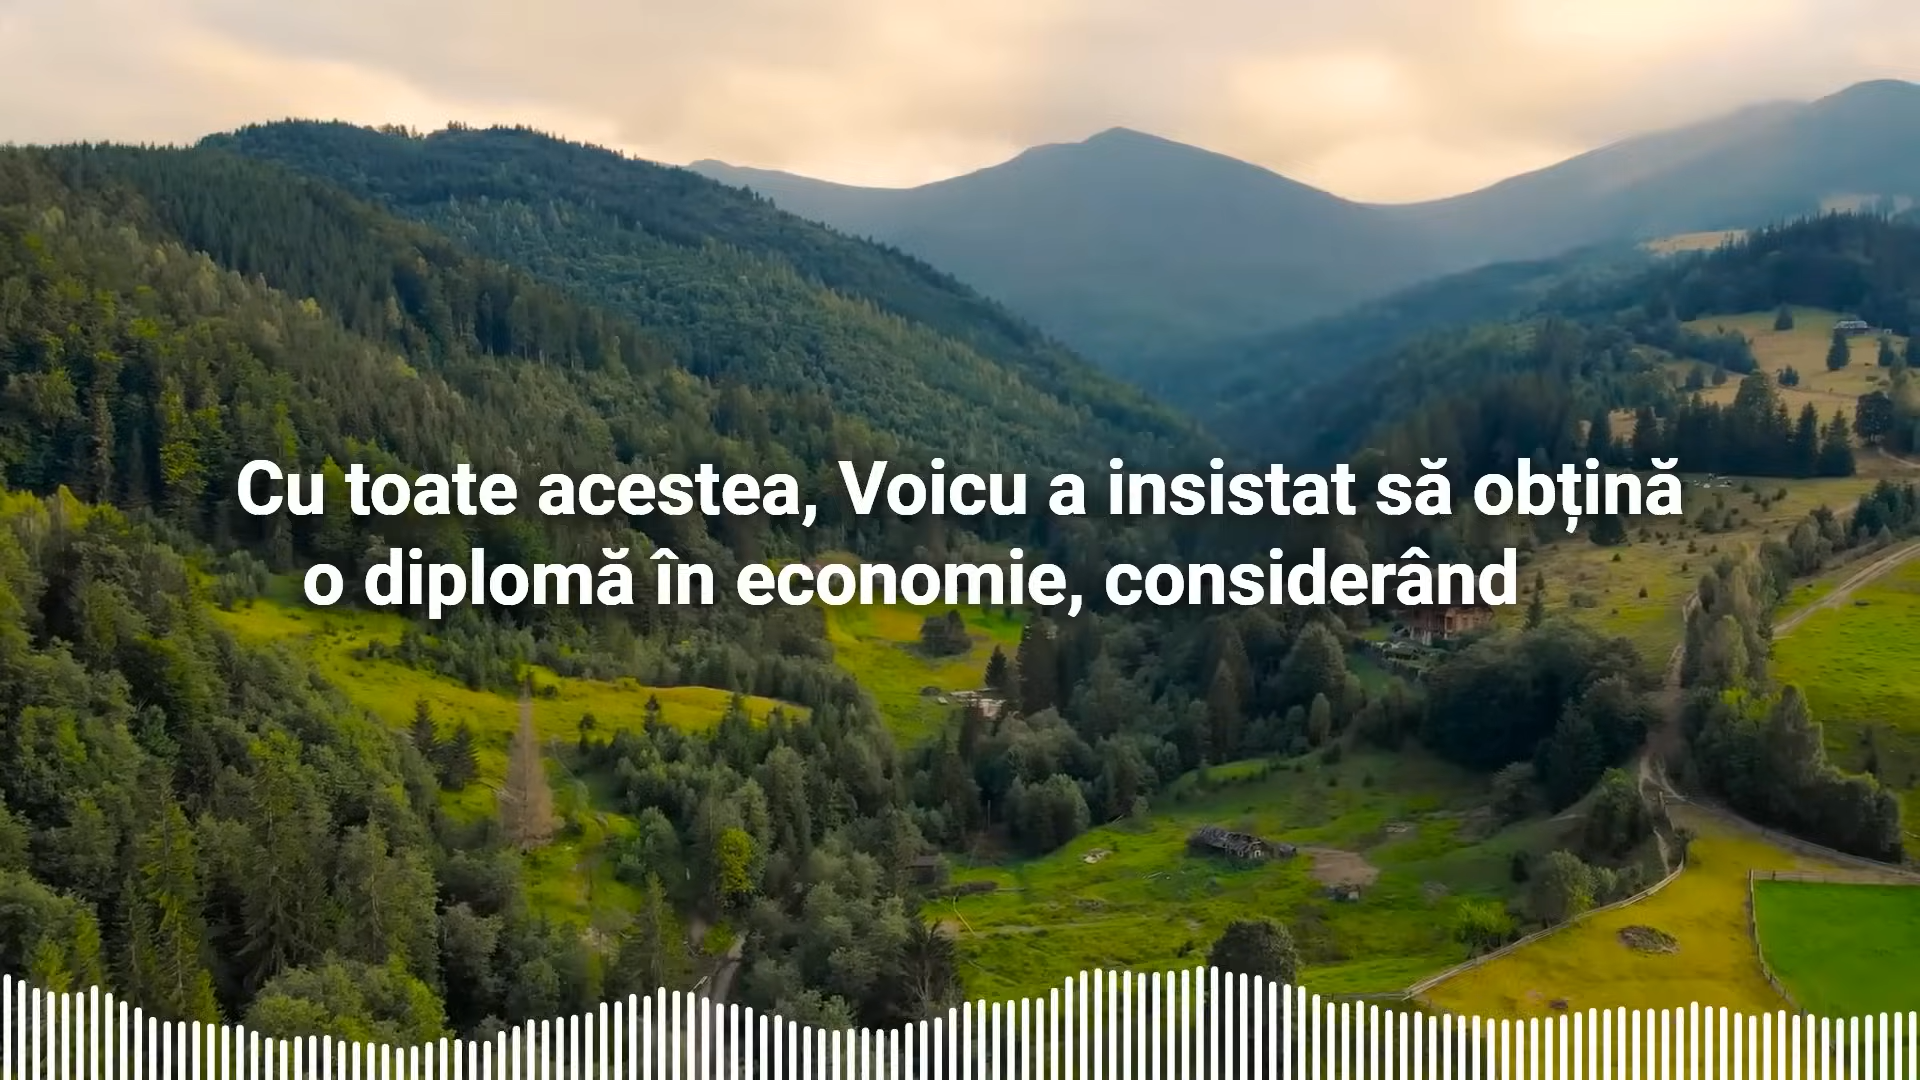 Cu toate acestea, Voicu a insistat să obțină
o diplomă în economie, considerând